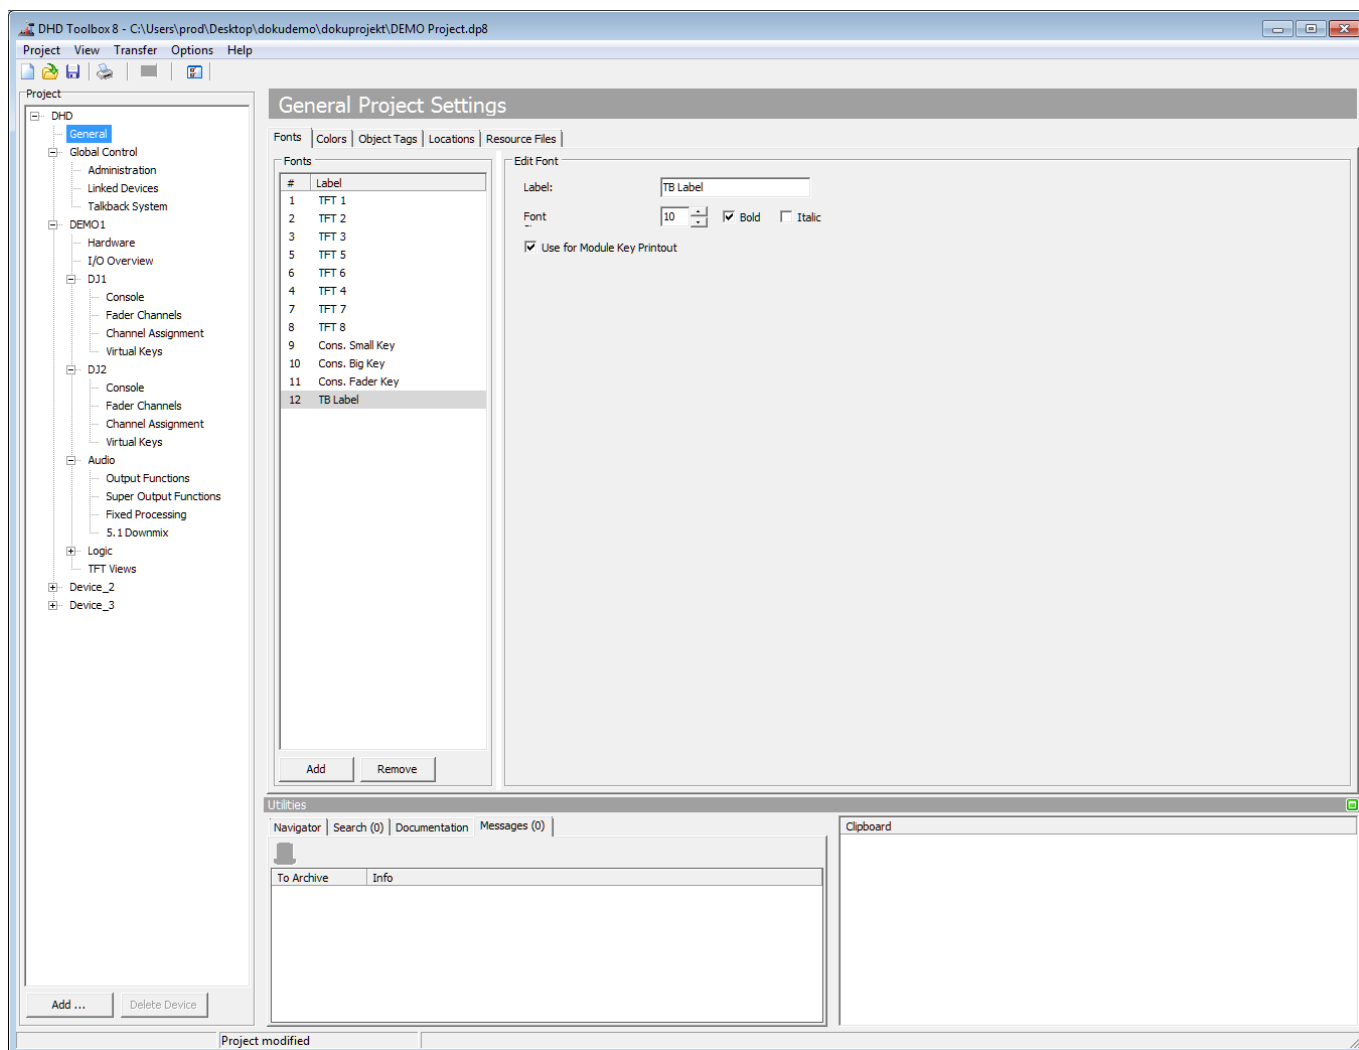 DHD Toolbox 8 - C:\Users\prod\Desktop\dokudemo\dokuprojekt\DEMO Project.dp8
Project View Transfer Options Help
Project
DHD
General
Global Control
Administration
Linked Devices
Talkback System
DEMO1
Hardware
I/O Overview
DJ1
Console
Fader Channels
Channel Assignment
Virtual Keys
DJ2
Console
Fader Channels
Channel Assignment
Virtual Keys
Audio
Output Functions
Super Output Functions
Fixed Processing
5.1 Downmix
Logic
TFT Views
Device_2
Device_3
Add ... Delete Device
General Project Settings
Fonts Colors Object Tags Locations Resource Files
Fonts
# Label
1 TFT 1
2 TFT 2
3 TFT 3
5 TFT 5
6 TFT 6
4 TFT 4
7 TFT 7
8 TFT 8
9 Cons. Small Key
10 Cons. Big Key
11 Cons. Fader Key
12 TB Label
Add Remove
Edit Font
Label: TB Label
Font 10 Bold Italic
Use for Module Key Printout
Utilities
Navigator Search (0) Documentation Messages (0)
To Archive Info
Clipboard
Project modified